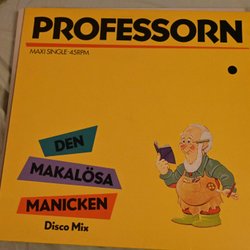 PROFESSORN
MAXI SINGLE-45RPM
DEN
MAKALÖSA
MANICKEN
Disco Mix